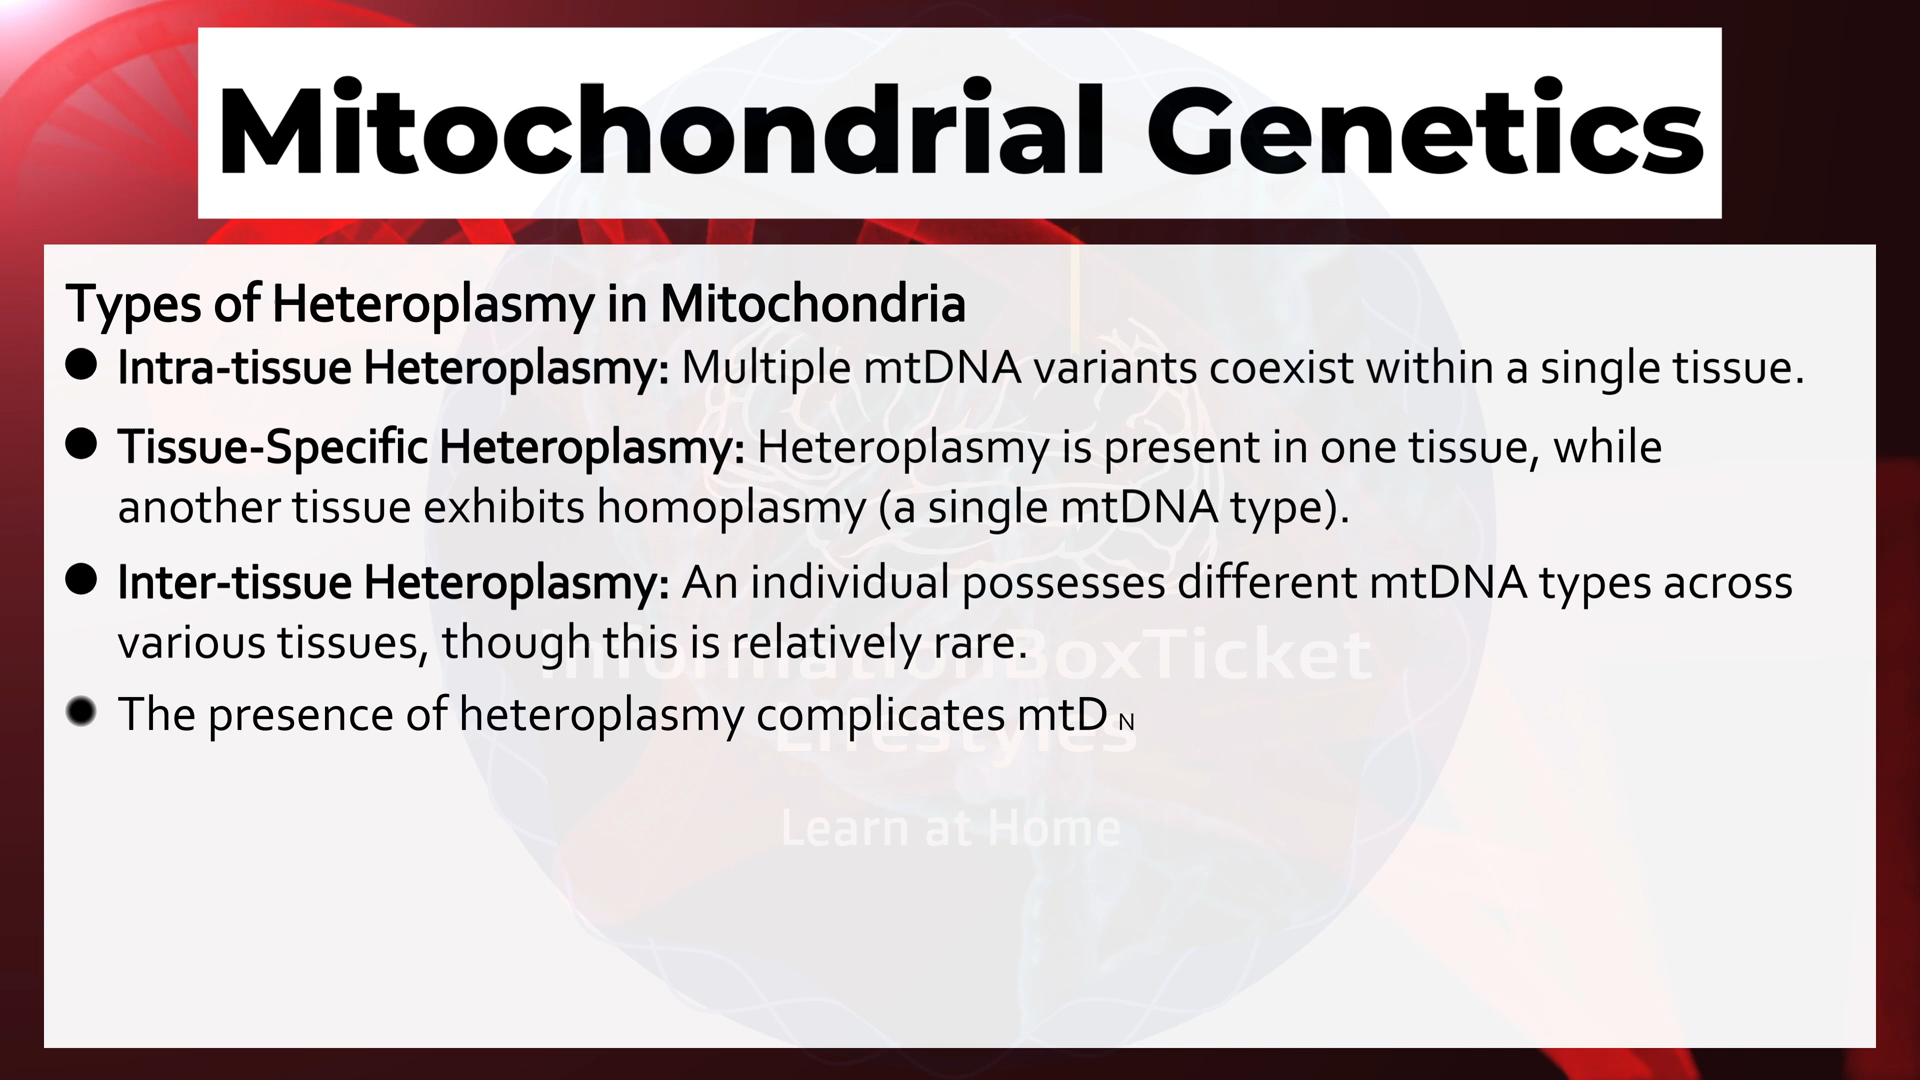 Mitochondrial Genetics
Types of Heteroplasmy in Mitochondria
● Intra-tissue Heteroplasmy: Multiple mtDNA variants coexist within a single tissue.
● Tissue-Specific Heteroplasmy: Heteroplasmy is present in one tissue, while
another tissue exhibits homoplasmy (a single mtDNA type).
● Inter-tissue Heteroplasmy: An individual possesses different mtDNA types across
various tissues, though this is relatively rare.
InformationBoxTicket
● The presence of heteroplasmy complicates mtD N
Lifestyles
Learn at Home